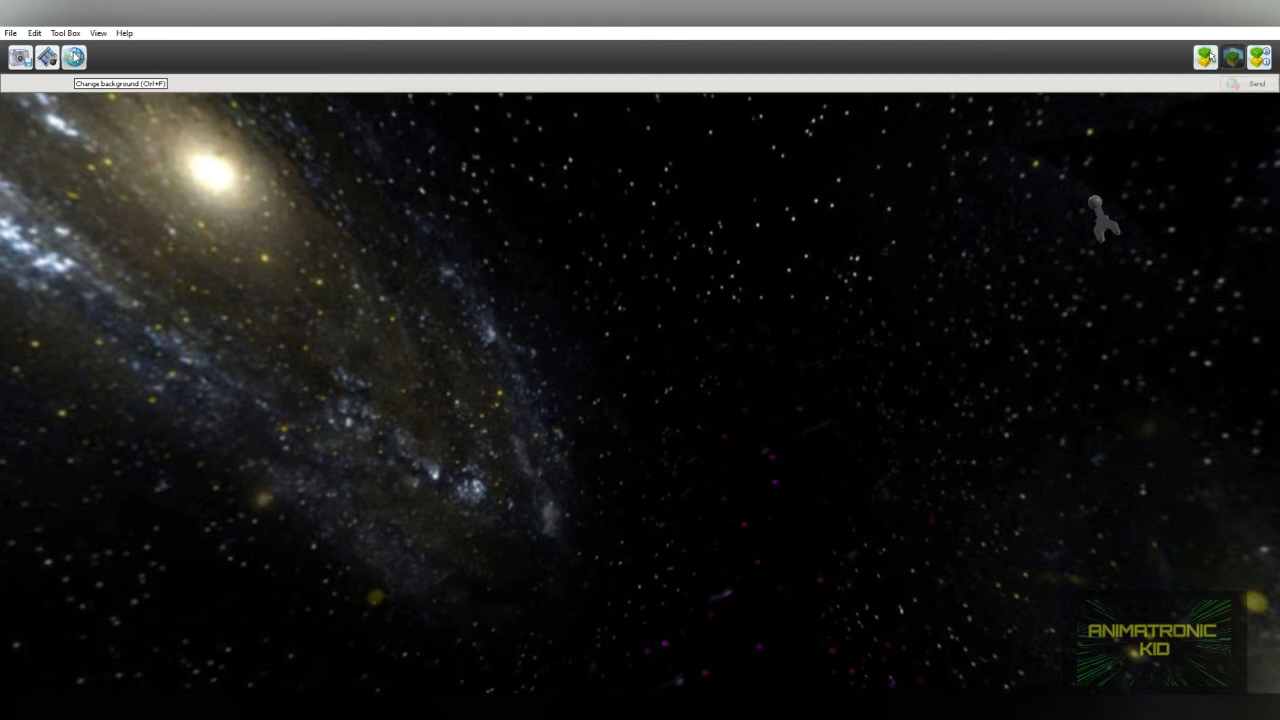 File Edit Tool Box View Help
Change background (Ctrl+F)
Send
ANIMATRONIC
KID